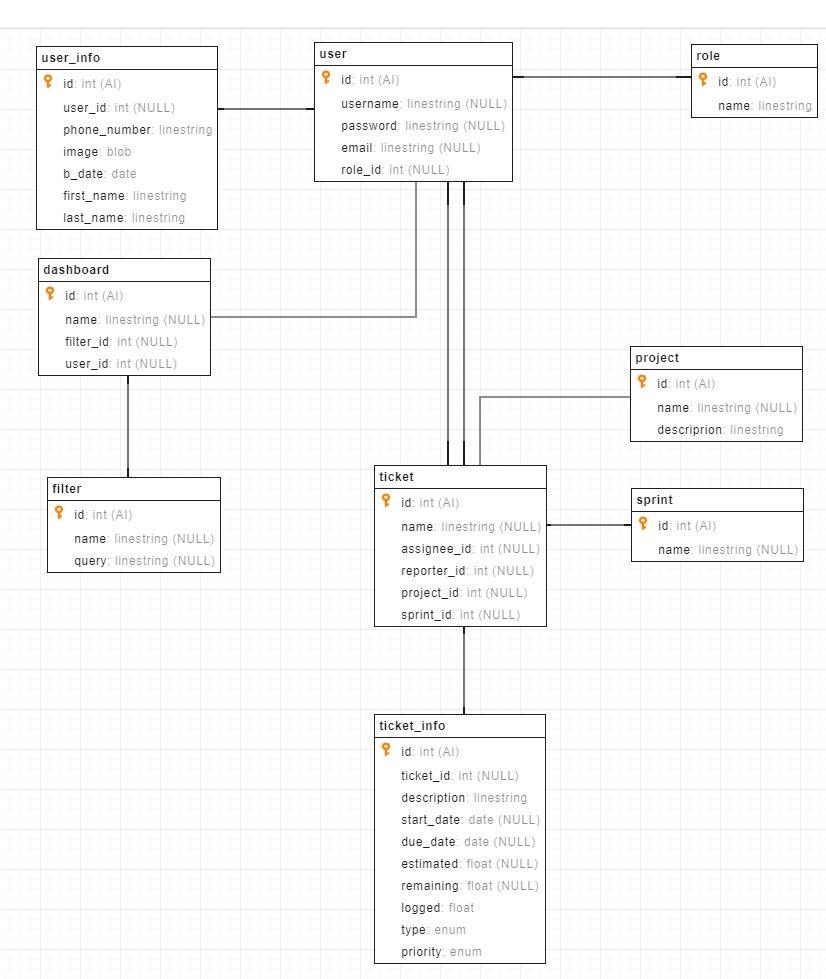 user_info
id: int (AI)
user_id: int (NULL)
phone_number: linestring
image: blob
b_date: date
first_name: linestring
last_name: linestring
user
id: int (AI)
username: linestring (NULL)
password: linestring (NULL)
email: linestring (NULL)
role_id: int (NULL)
role
id: int (AI)
name: linestring
dashboard
id: int (AI)
name: linestring (NULL)
filter_id: int (NULL)
user_id: int (NULL)
project
id: int (AI)
name: linestring (NULL)
descriprion: linestring
filter
id: int (AI)
name: linestring (NULL)
query: linestring (NULL)
ticket
id: int (AI)
name: linestring (NULL)
assignee_id: int (NULL)
reporter_id: int (NULL)
project_id: int (NULL)
sprint_id: int (NULL)
sprint
id: int (AI)
name: linestring (NULL)
ticket_info
id: int (AI)
ticket_id: int (NULL)
description: linestring
start_date: date (NULL)
due_date: date (NULL)
estimated: float (NULL)
remaining: float (NULL)
logged: float
type: enum
priority: enum